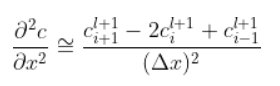 ∂²c/∂x² ≅ (c_{i+1}^{l+1} − 2c_i^{l+1} + c_{i−1}^{l+1})/(Δx)²